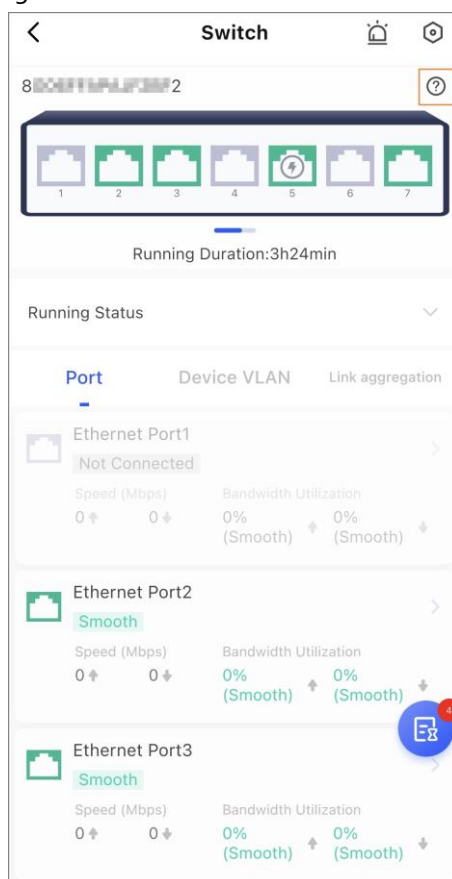 Switch
8 2
1 2 3 4 5 6 7
Running Duration:3h24min
Running Status
Port Device VLAN Link aggregation
Ethernet Port1
Not Connected
Speed (Mbps) Bandwidth Utilization
0 0 0% 0%
(Smooth) (Smooth)
Ethernet Port2
Smooth
Speed (Mbps) Bandwidth Utilization
0 0 0% 0%
(Smooth) (Smooth)
4
Ethernet Port3
Smooth
Speed (Mbps) Bandwidth Utilization
0 0 0% 0%
(Smooth) (Smooth)